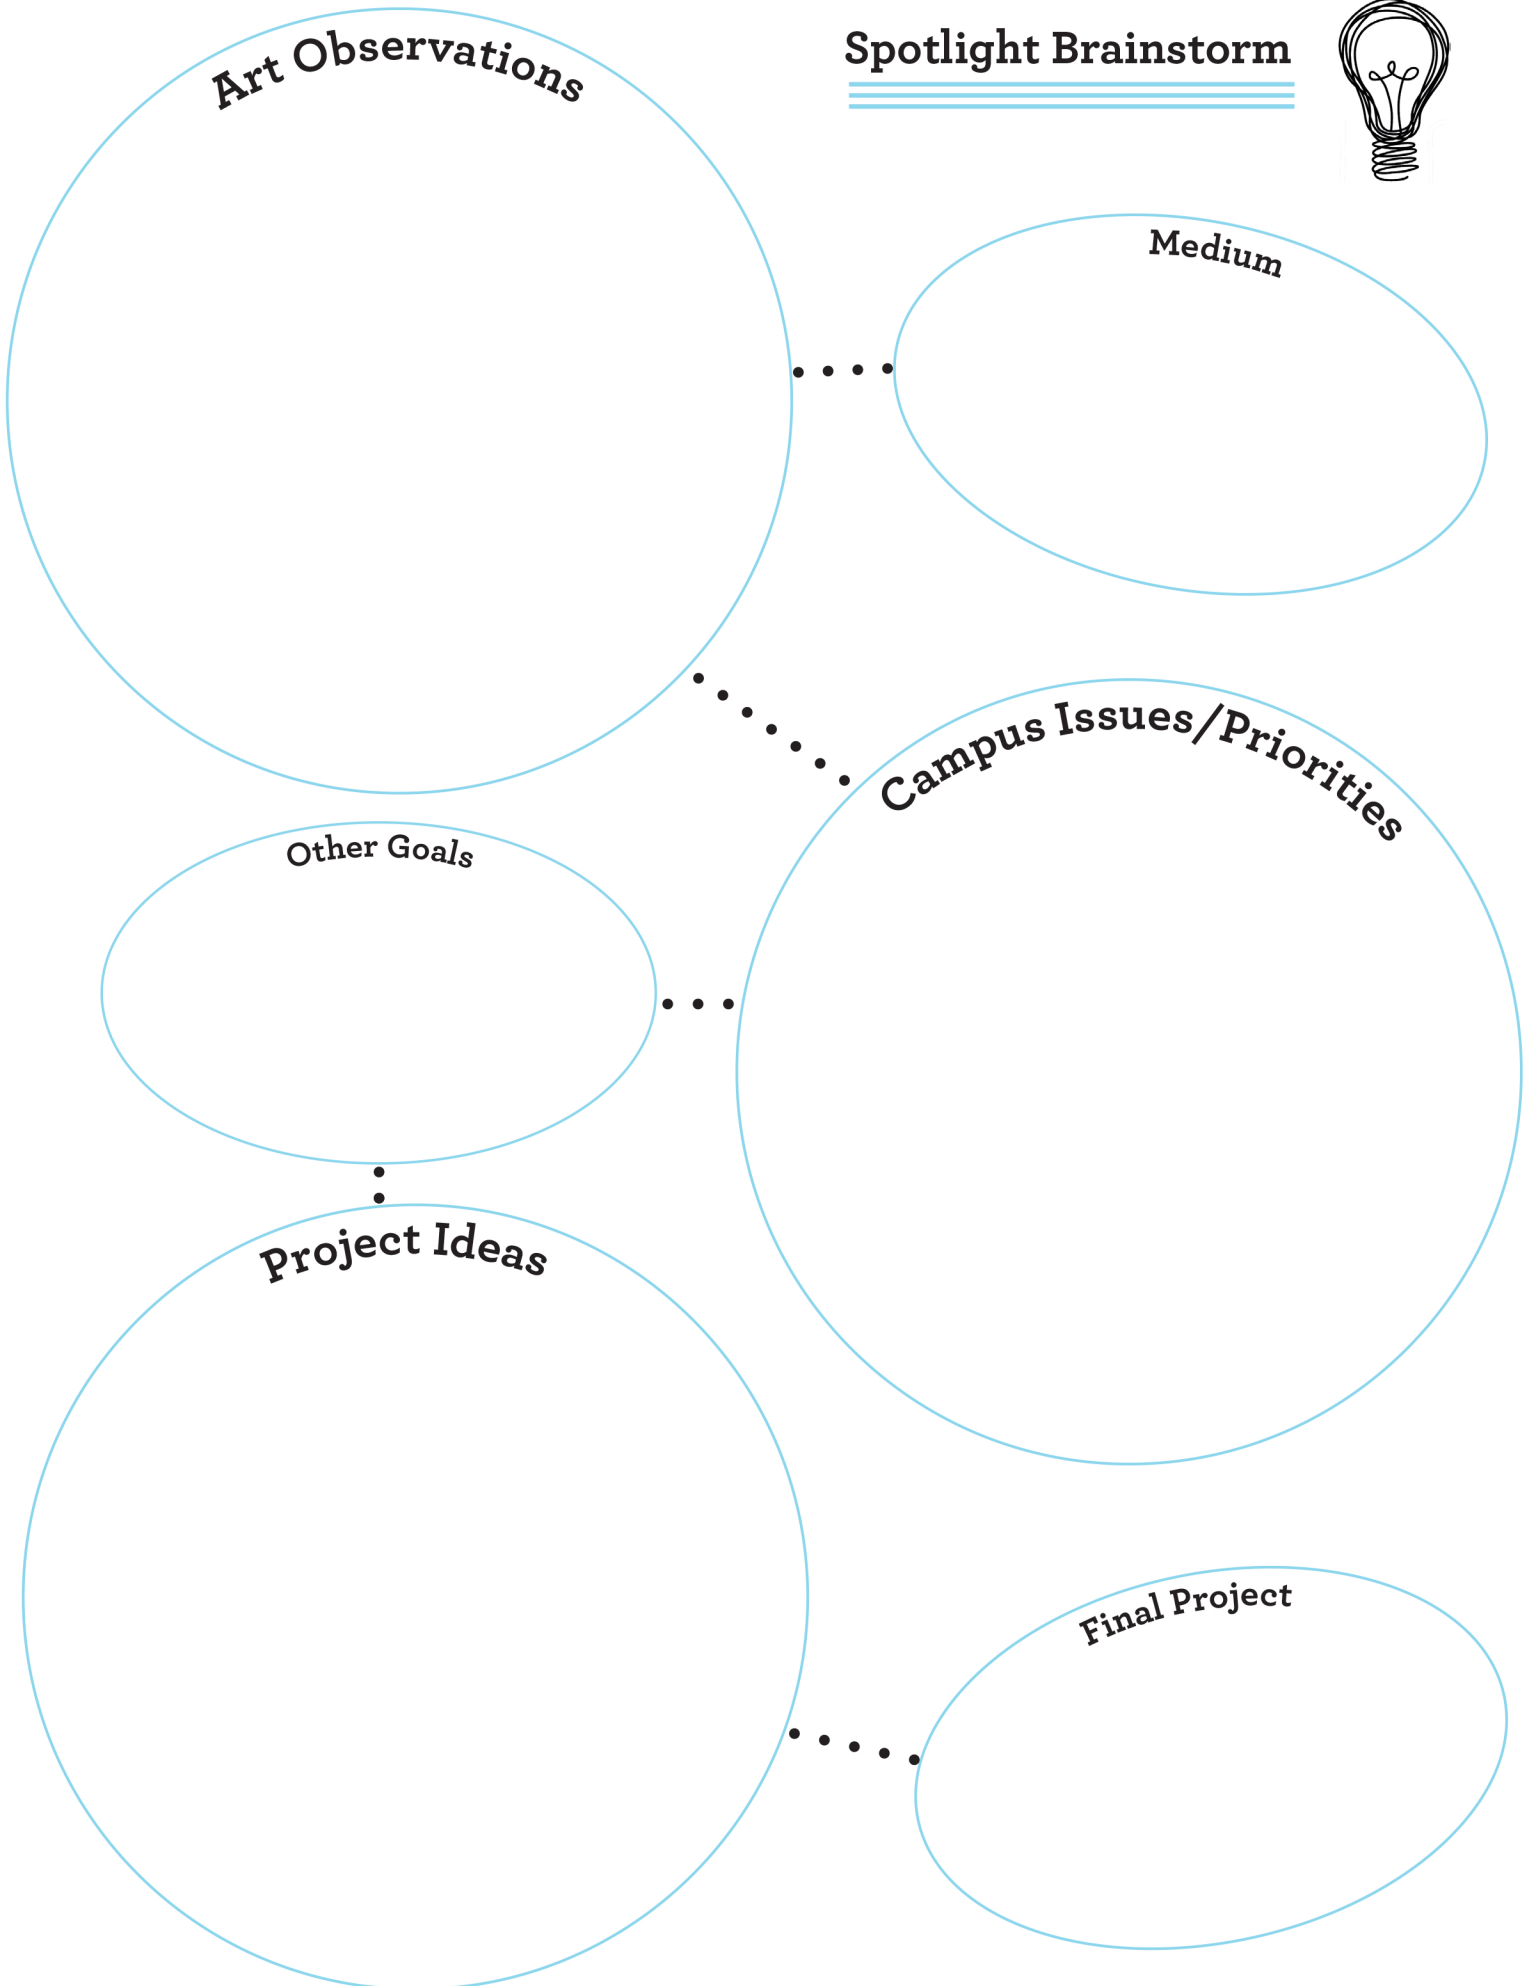 Art Observations
Spotlight Brainstorm
Medium
Campus Issues/Priorities
Other Goals
Project Ideas
Final Project